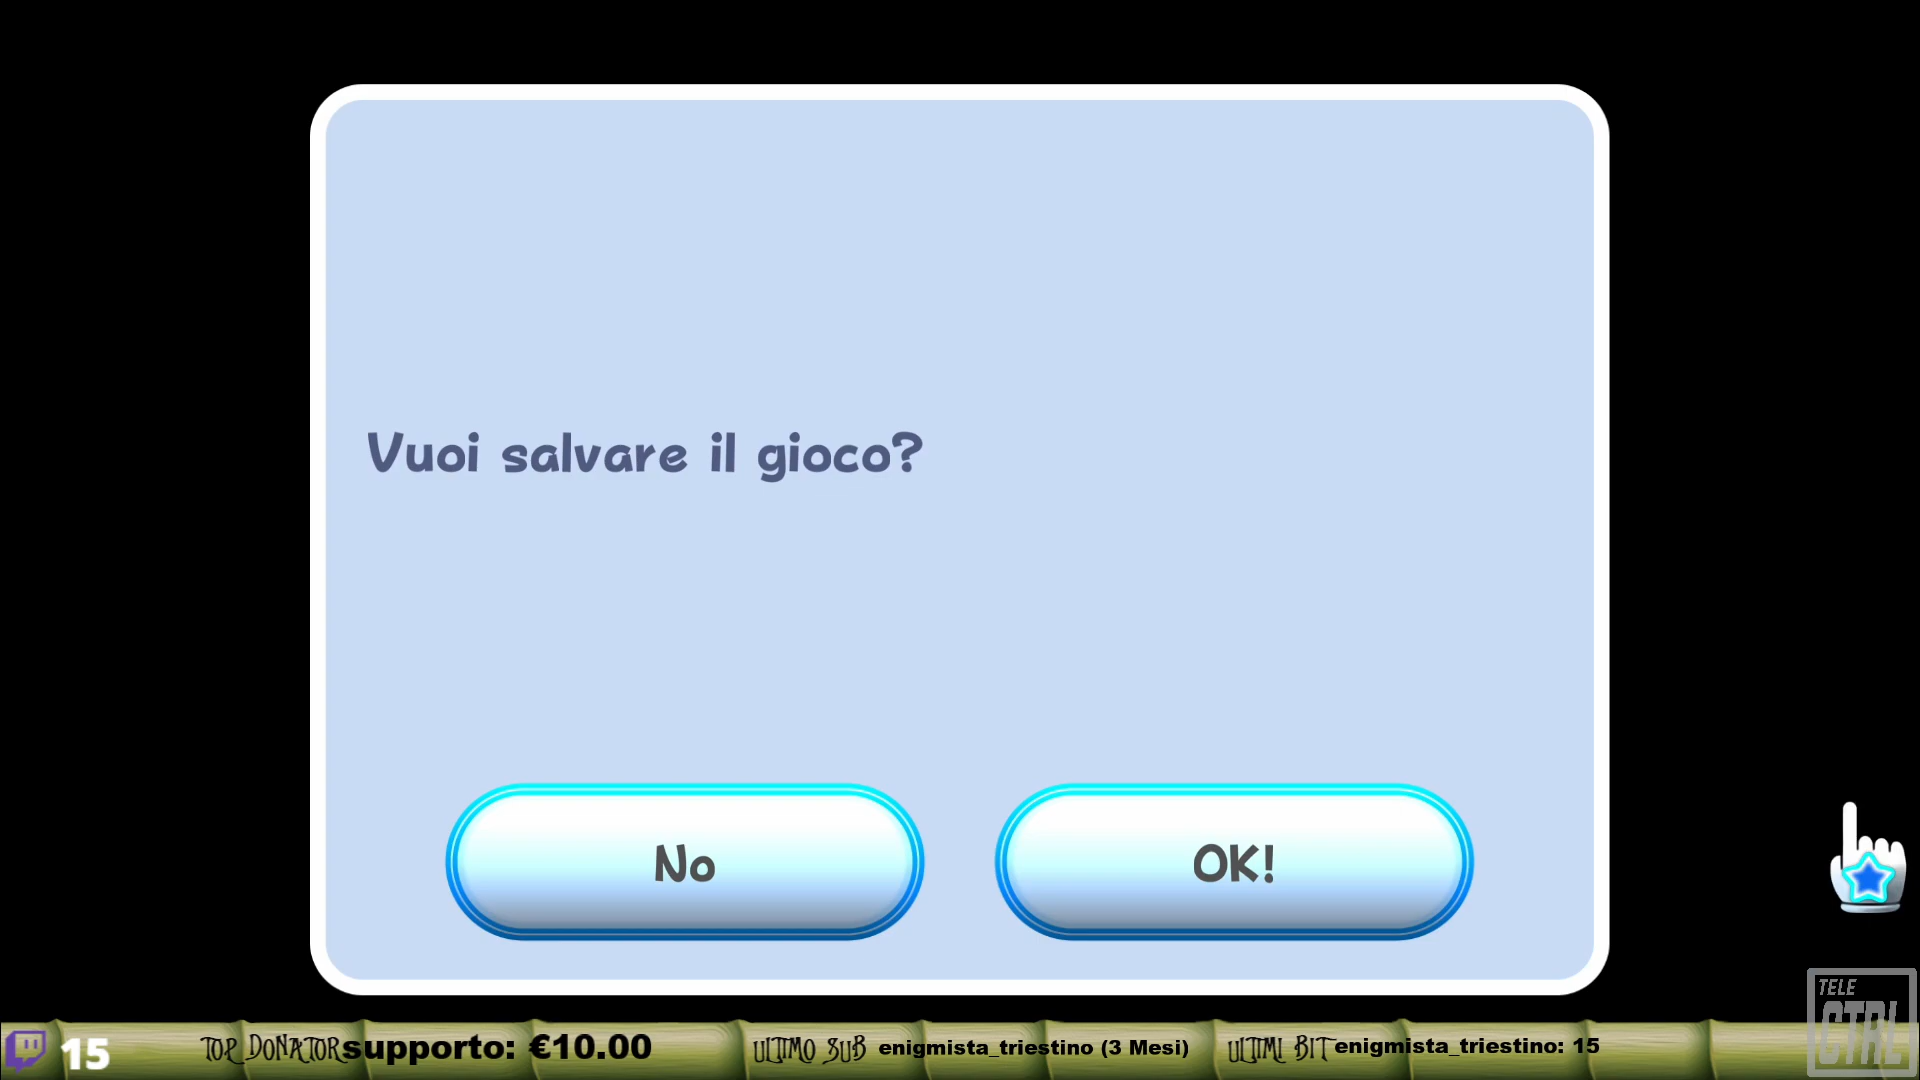 Vuoi salvare il gioco?
No
OK!
TELE
CTRL
15
TOP DONATOR supporto: €10.00
ULTIMO SUB enigmista_triestino (3 Mesi)
ULTIMI BIT enigmista_triestino: 15